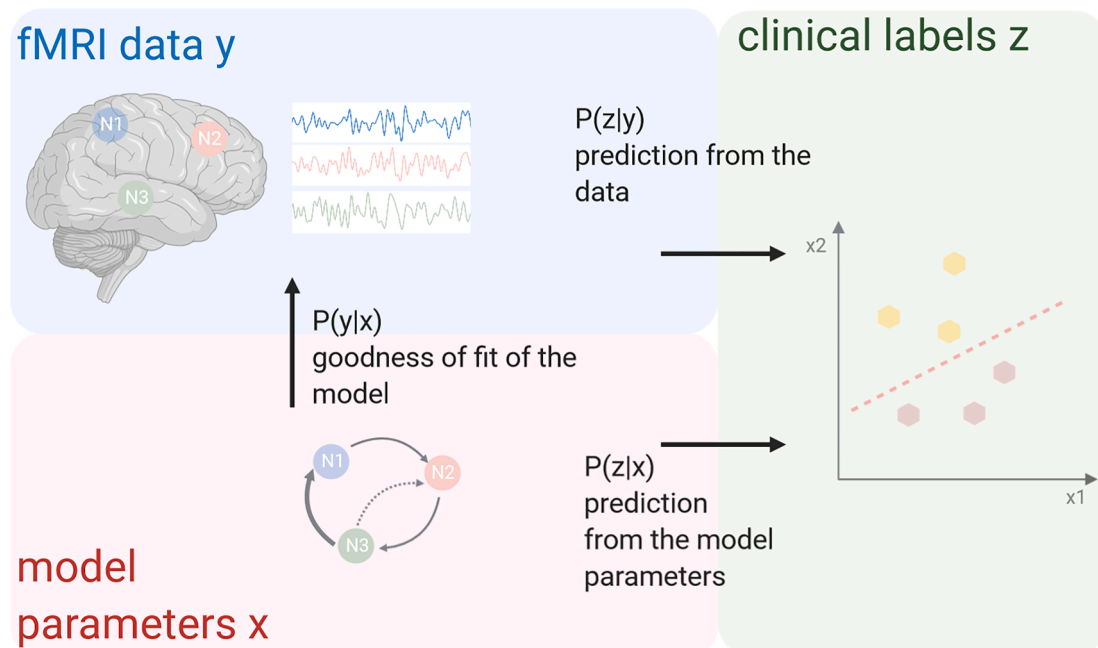 fMRI data y
clinical labels z
N1
N2
N3
P(z|y)
prediction from the
data
x2
x1
P(y|x)
goodness of fit of the
model
N1
N2
N3
P(z|x)
prediction
from the model
parameters
model
parameters x